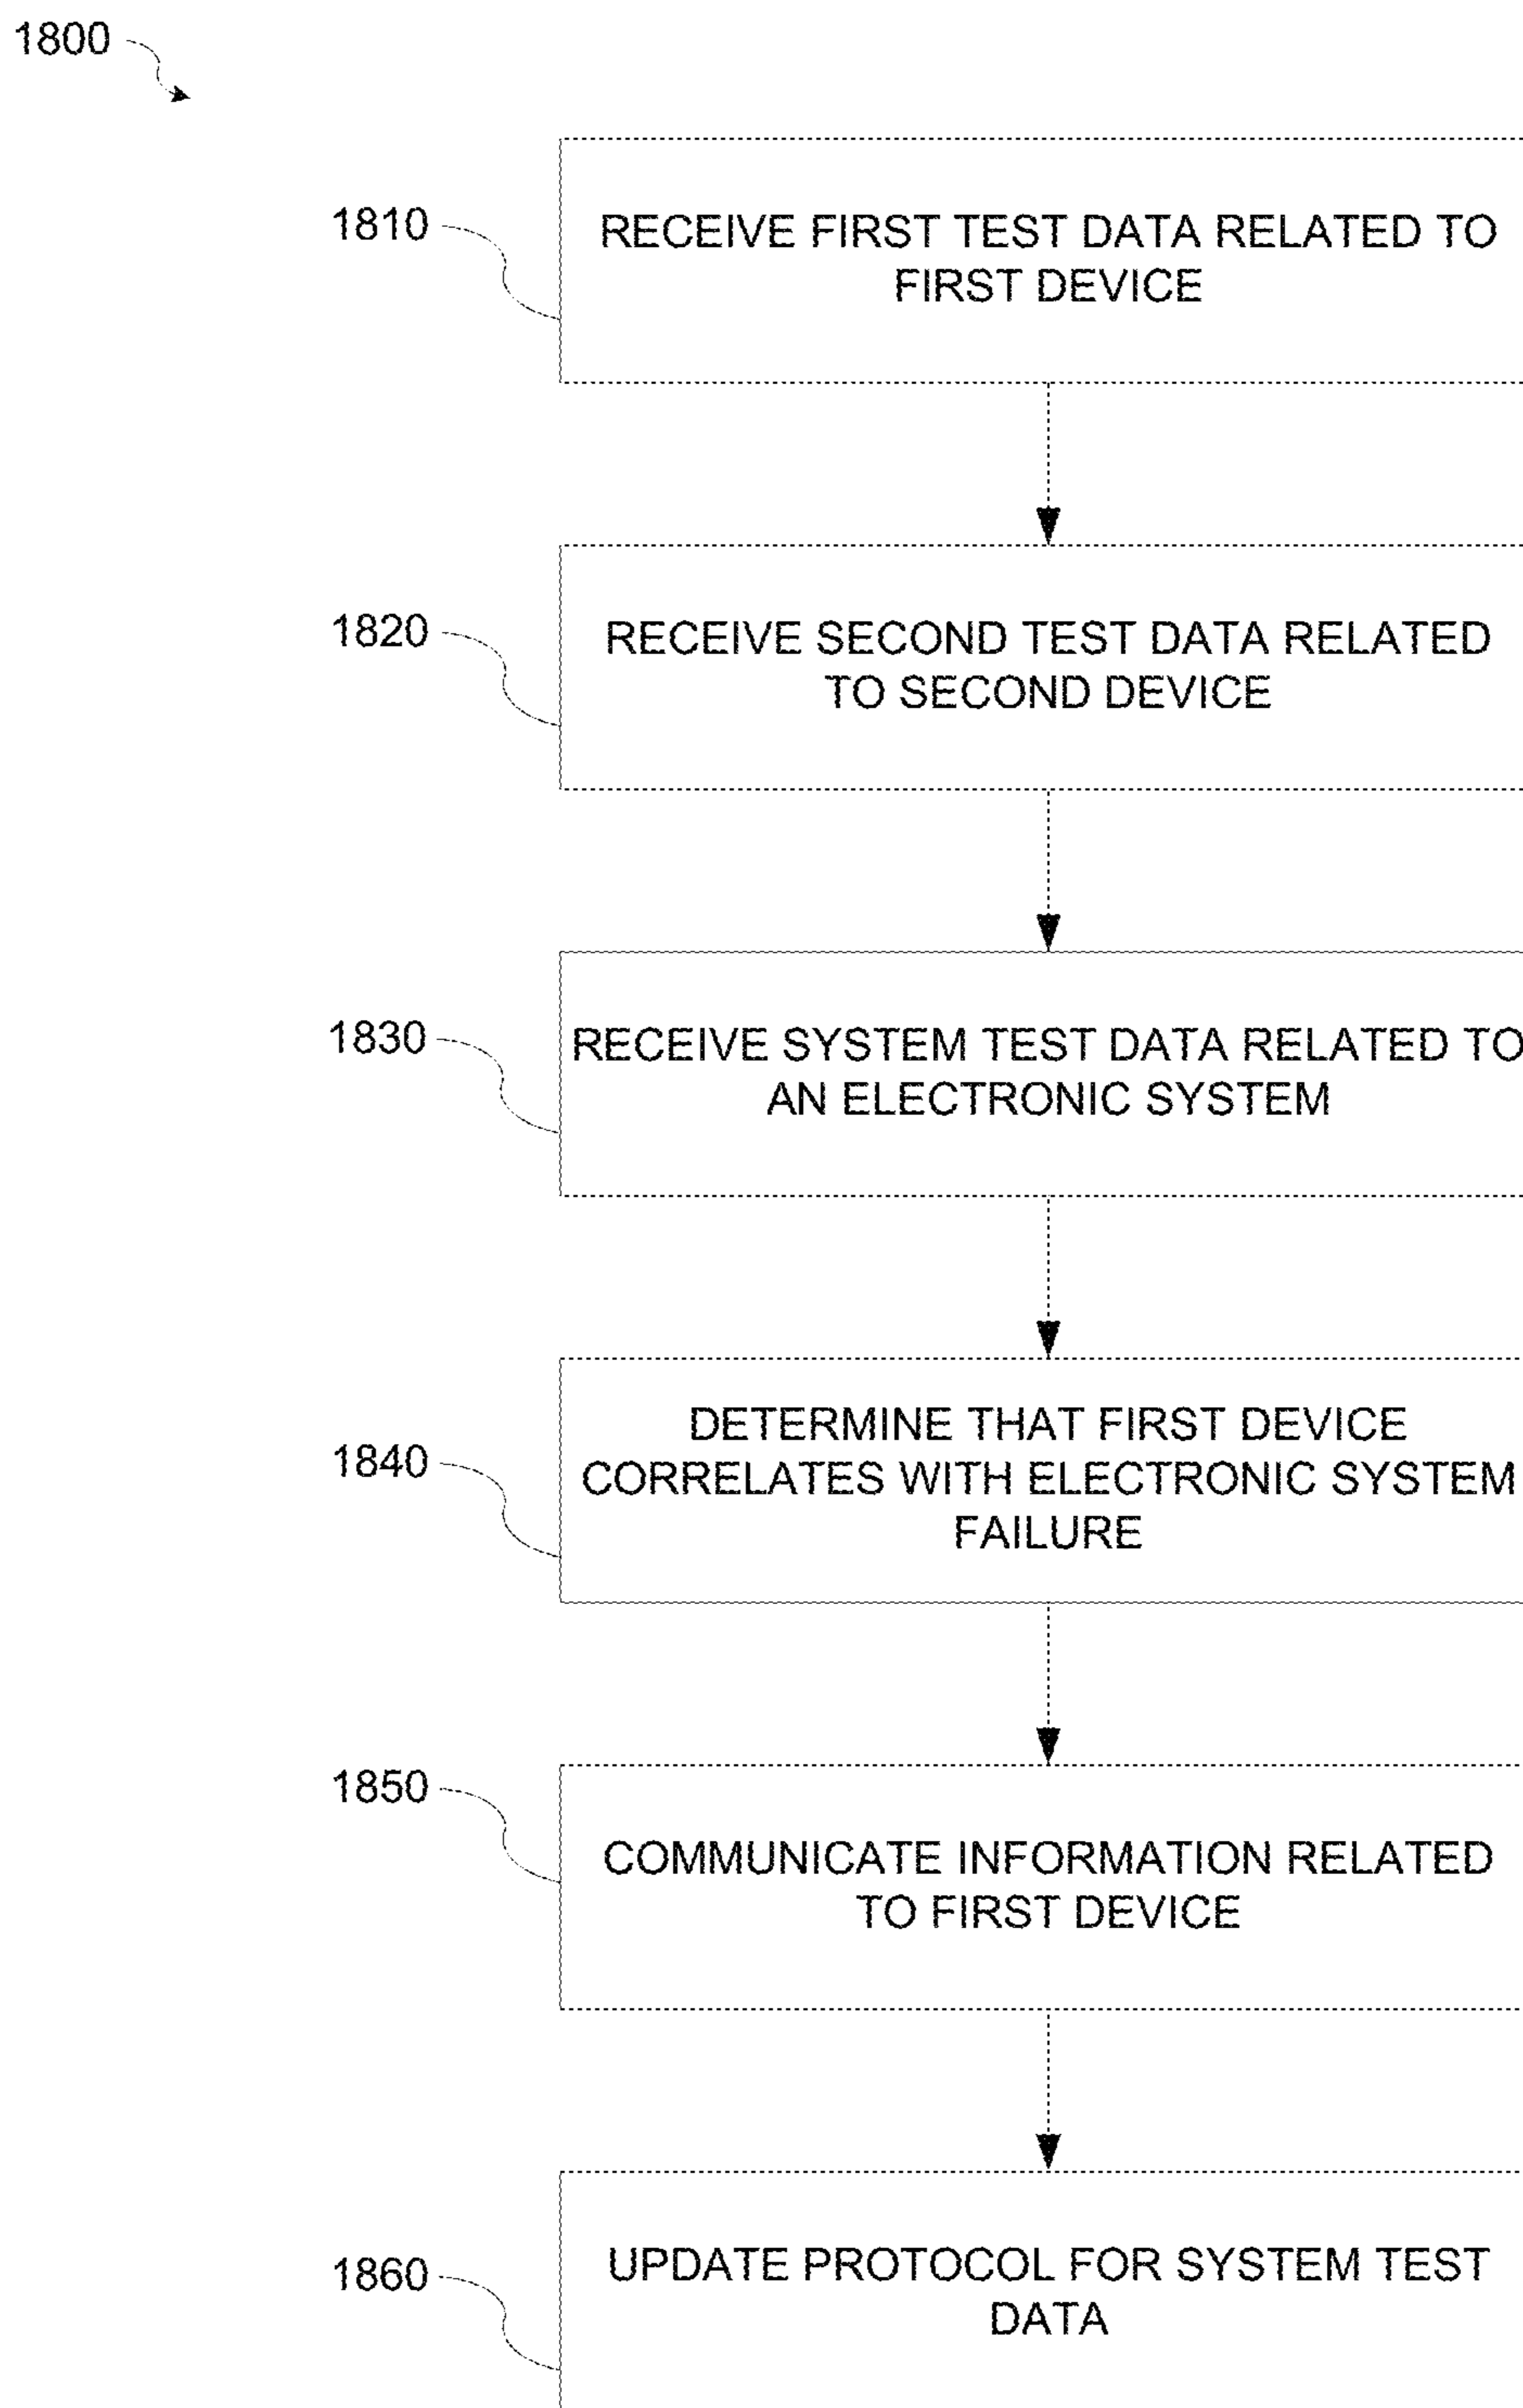 1800
1810
RECEIVE FIRST TEST DATA RELATED TO
FIRST DEVICE
1820
RECEIVE SECOND TEST DATA RELATED
TO SECOND DEVICE
1830
RECEIVE SYSTEM TEST DATA RELATED TO
AN ELECTRONIC SYSTEM
1840
DETERMINE THAT FIRST DEVICE
CORRELATES WITH ELECTRONIC SYSTEM
FAILURE
1850
COMMUNICATE INFORMATION RELATED
TO FIRST DEVICE
1860
UPDATE PROTOCOL FOR SYSTEM TEST
DATA